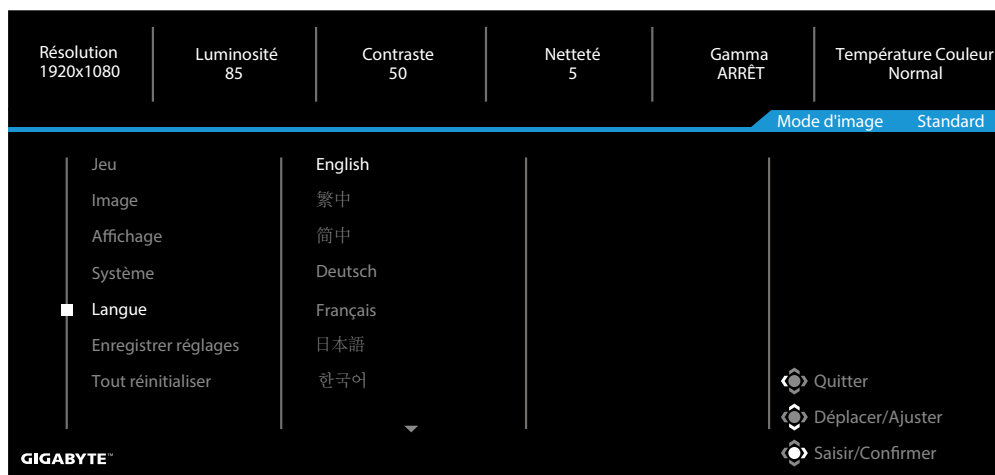 Résolution
1920x1080
Luminosité
85
Contraste
50
Netteté
5
Gamma
ARRÊT
Température Couleur
Normal
Mode d'image Standard
Jeu
Image
Affichage
Système
Langue
Enregistrer réglages
Tout réinitialiser
English
繁中
简中
Deutsch
Français
日本語
한국어
Quitter
Déplacer/Ajuster
Saisir/Confirmer
GIGABYTE™